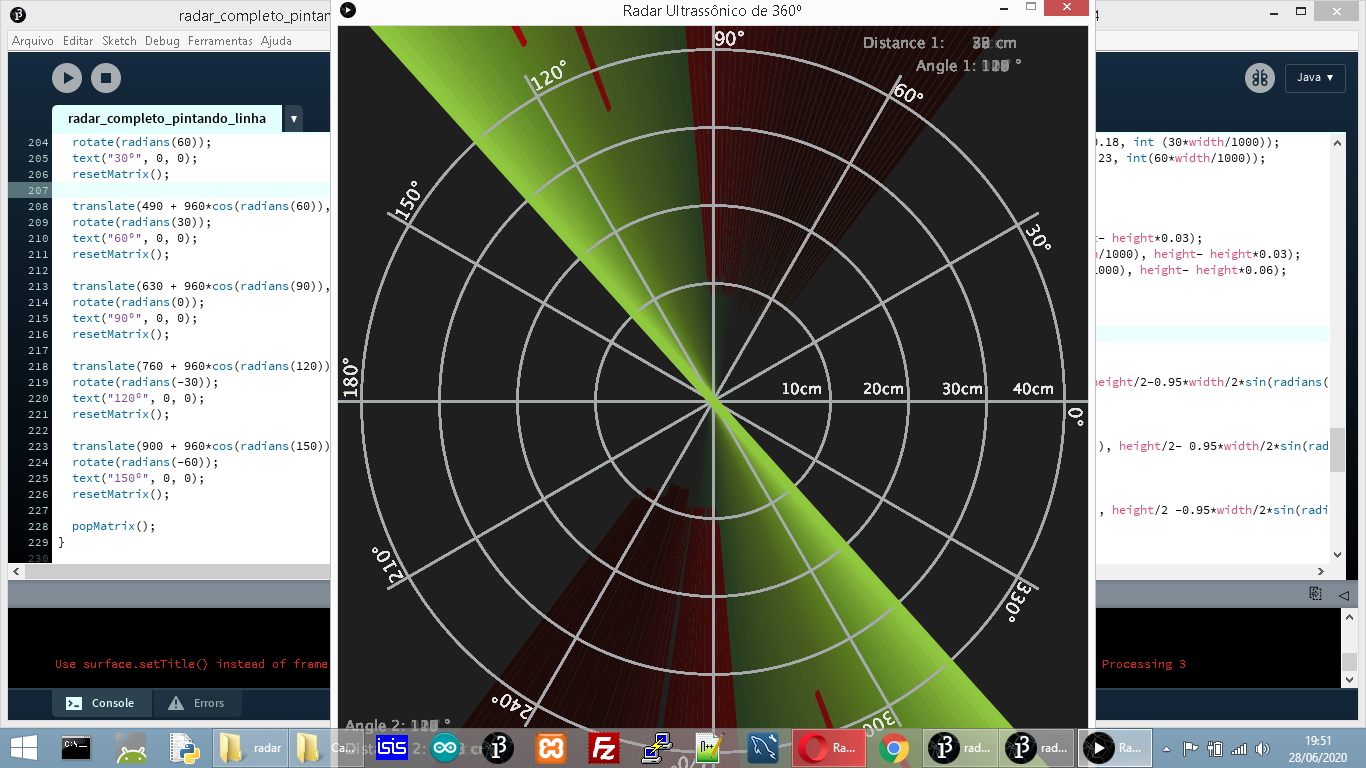 radar_completo_pintand
Radar Ultrassônico de 360º
Arquivo Editar Sketch Debug Ferramentas Ajuda
Java ▾
radar_completo_pintando_linha
204 rotate(radians(60));
205 text("30º", 0, 0);
206 resetMatrix();
207
208 translate(490 + 960*cos(radians(60)),
209 rotate(radians(30));
210 text("60º", 0, 0);
211 resetMatrix();
212
213 translate(630 + 960*cos(radians(90)),
214 rotate(radians(0));
215 text("90º", 0, 0);
216 resetMatrix();
217
218 translate(760 + 960*cos(radians(120))
219 rotate(radians(-30));
220 text("120º", 0, 0);
221 resetMatrix();
222
223 translate(900 + 960*cos(radians(150))
224 rotate(radians(-60));
225 text("150º", 0, 0);
226 resetMatrix();
227
228 popMatrix();
229 }
230
0.18, int (30*width/1000));
23, int(60*width/1000));
- height*0.03);
/1000), height- height*0.03);
000), height- height*0.06);
height/2-0.95*width/2*sin(radians(
), height/2- 0.95*width/2*sin(rad
, height/2 -0.95*width/2*sin(radi
Distance 1: cm
Angle 1: °
90°
120°
60°
150°
30°
180°
10cm 20cm 30cm 40cm
0°
210°
330°
240°
300°
Angle 2: °
Distance 2: cm
Use surface.setTitle() instead of frame
Processing 3
Console Errors
radar
isis
Ra...
rad...
rad...
Ra...
19:51
28/06/2020